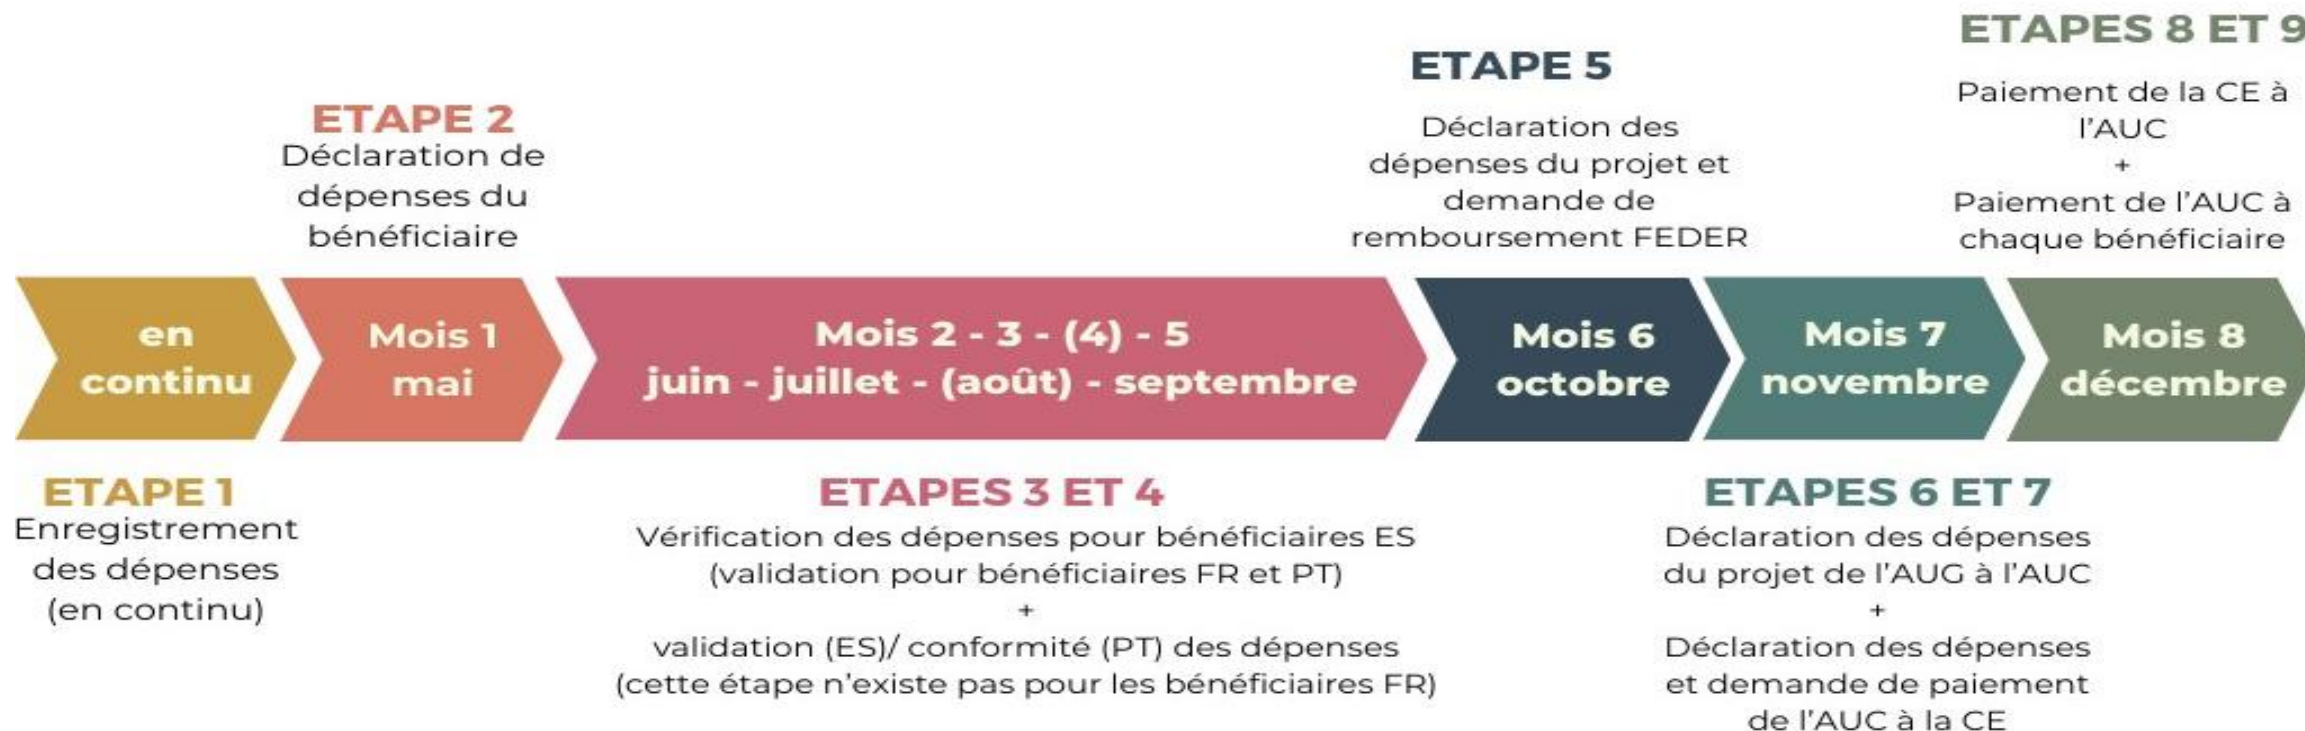 ETAPE 1
Enregistrement
des dépenses
(en continu)
en
continu
ETAPE 2
Déclaration de
dépenses du
bénéficiaire
Mois 1
mai
Mois 2 - 3 - (4) - 5
juin - juillet - (août) - septembre
ETAPES 3 ET 4
Vérification des dépenses pour bénéficiaires ES
(validation pour bénéficiaires FR et PT)
+
validation (ES)/ conformité (PT) des dépenses
(cette étape n'existe pas pour les bénéficiaires FR)
ETAPE 5
Déclaration des
dépenses du projet et
demande de
remboursement FEDER
Mois 6
octobre
Mois 7
novembre
ETAPES 6 ET 7
Déclaration des dépenses
du projet de l'AUG à l'AUC
+
Déclaration des dépenses
et demande de paiement
de l'AUC à la CE
ETAPES 8 ET 9
Paiement de la CE à
l'AUC
+
Paiement de l'AUC à
chaque bénéficiaire
Mois 8
décembre